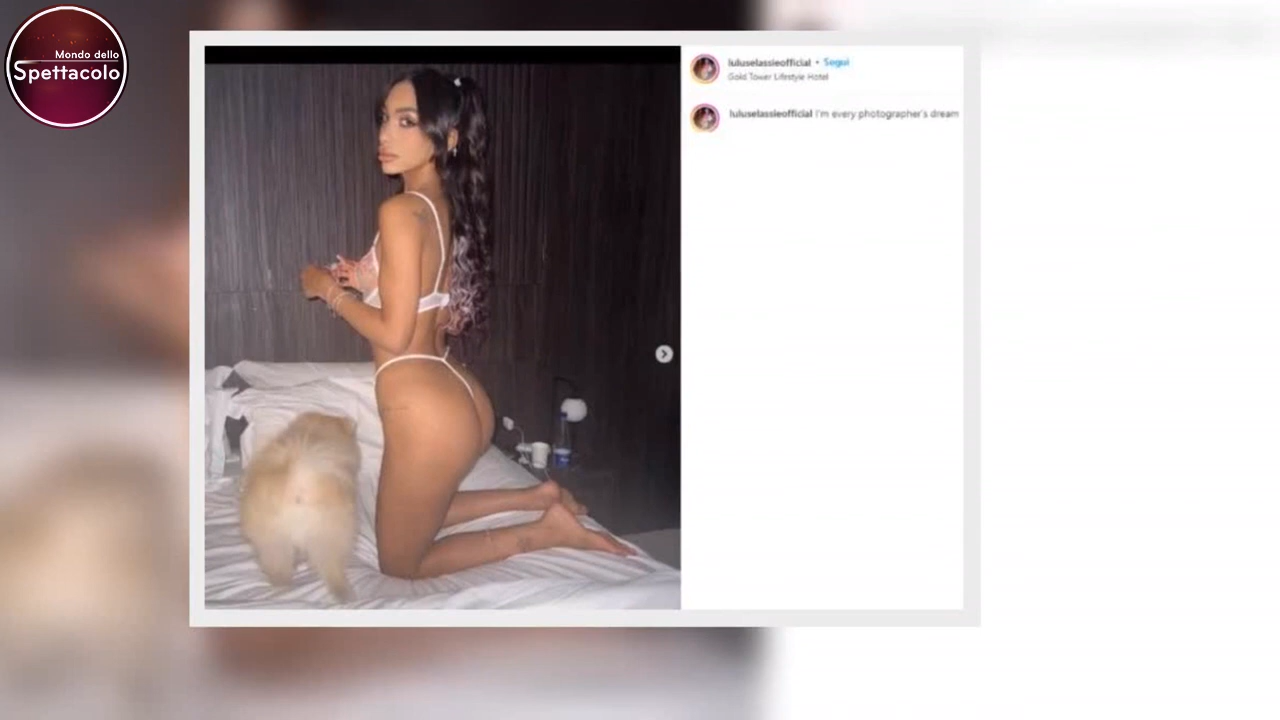 Mondo dello
Spettacolo
luluselassieofficial • Segui
Gold Tower Lifestyle Hotel
luluselassieofficial I'm every photographer's dream